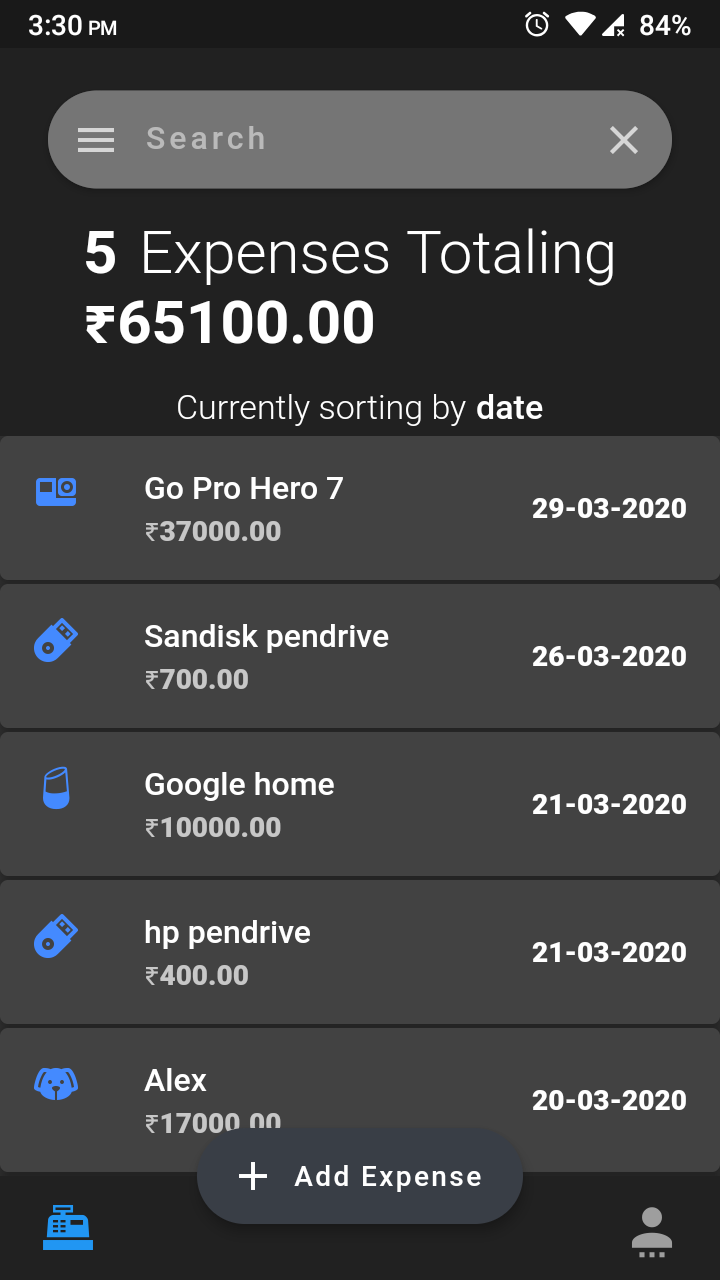 3:30 PM 84%
Search
5 Expenses Totaling
₹65100.00
Currently sorting by date
Go Pro Hero 7
29-03-2020
₹37000.00
Sandisk pendrive
26-03-2020
₹700.00
Google home
21-03-2020
₹10000.00
hp pendrive
21-03-2020
₹400.00
Alex
20-03-2020
₹17000.00
Add Expense